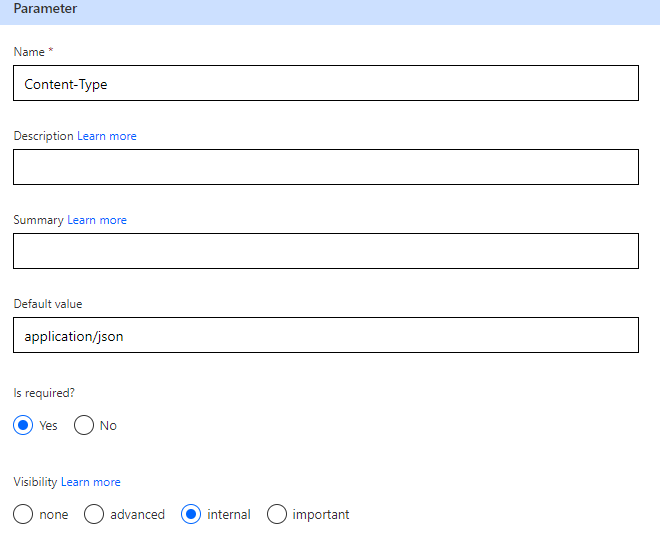 Parameter
Name *
Content-Type
Description Learn more
Summary Learn more
Default value
application/json
Is required?
Yes No
Visibility Learn more
none advanced internal important